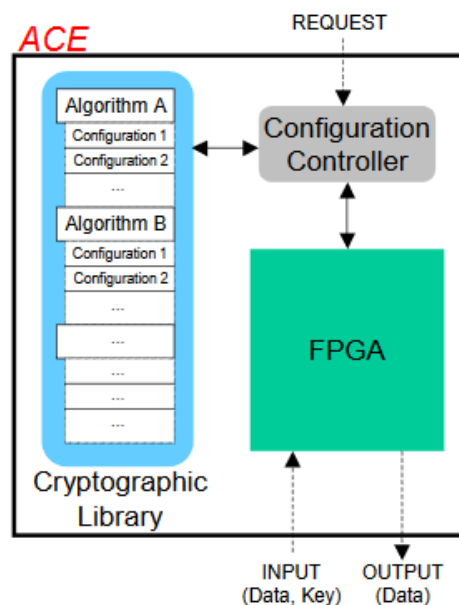 ACE
REQUEST
Algorithm A
Configuration 1
Configuration 2
...
Algorithm B
Configuration 1
Configuration 2
...
...
...
...
...
Cryptographic
Library
Configuration
Controller
FPGA
INPUT
(Data, Key)
OUTPUT
(Data)